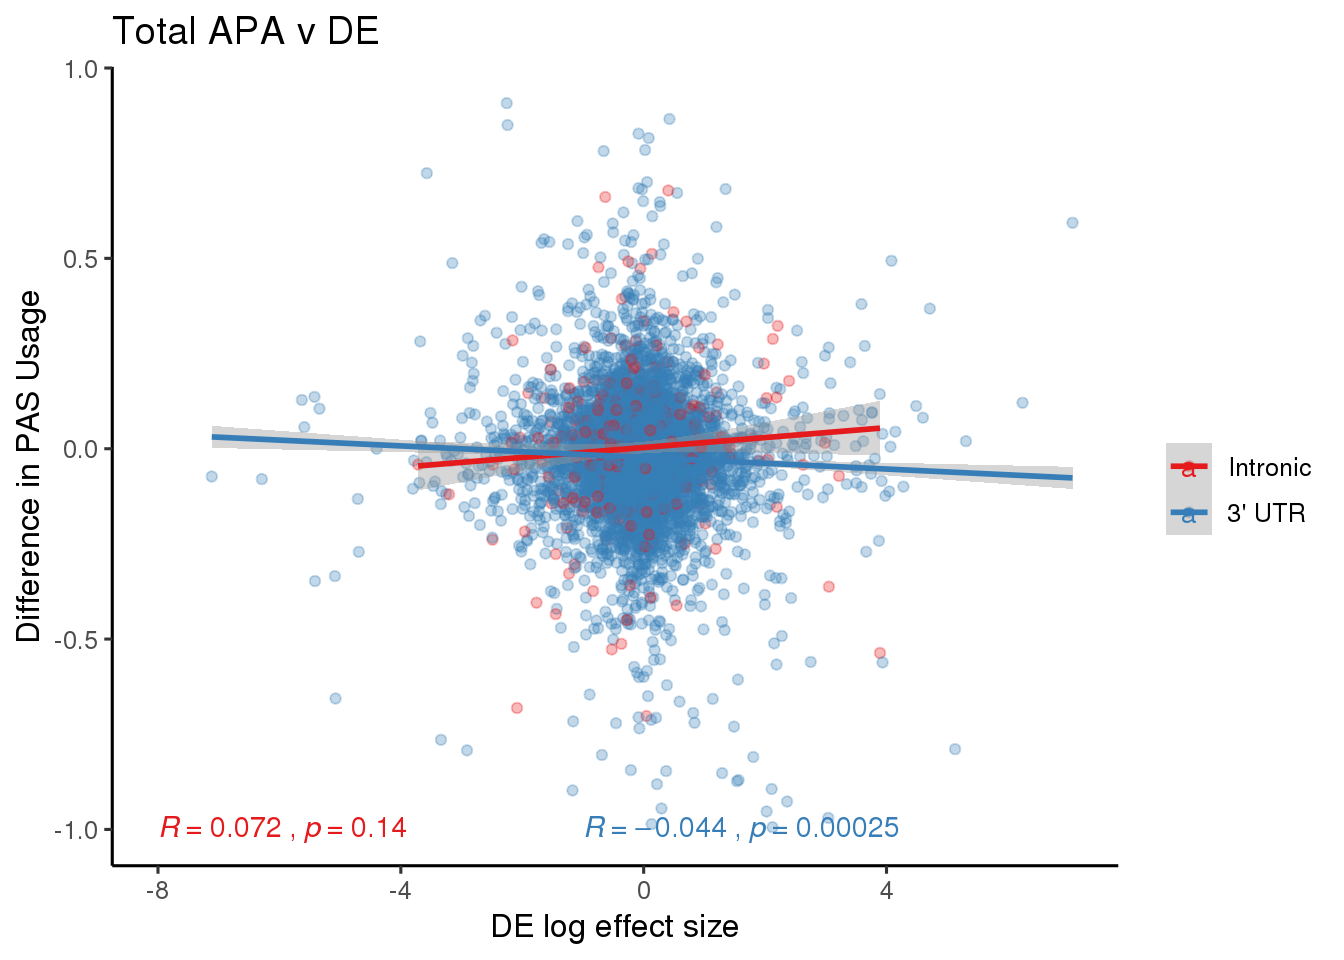 Total APA v DE
1.0
0.5
0.0
-0.5
-1.0
Difference in PAS Usage
R = 0.072 , p = 0.14
R = −0.044 , p = 0.00025
-8
-4
0
4
DE log effect size
a Intronic
a 3' UTR